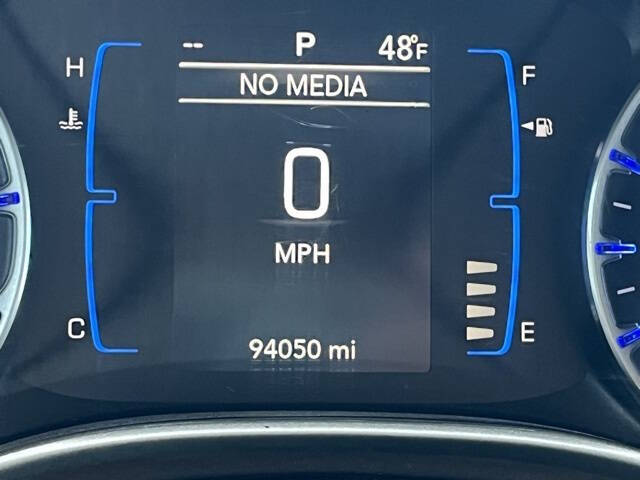 -- P 48°F
H NO MEDIA F
0
MPH
C 94050 mi E